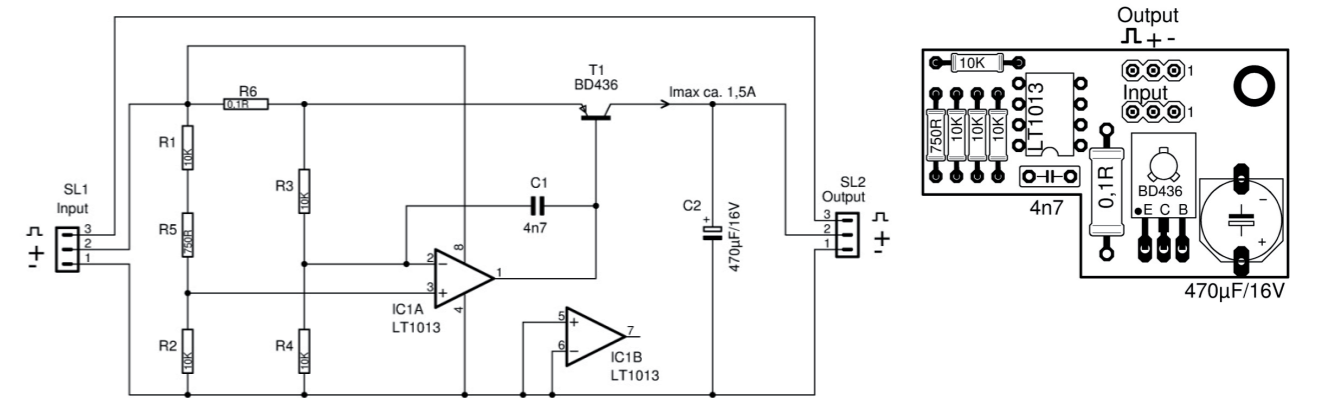 R6
0,1R
T1
BD436
Imax ca. 1,5A
R1
10K
R3
10K
R5
750R
SL1
Input
3
2
1
+
-
C1
4n7
8
2
-
3
+
1
4
IC1A
LT1013
R2
10K
R4
10K
5
+
6
-
7
IC1B
LT1013
C2
+
470µF/16V
SL2
Output
3
2
1
+
-
Output
+ -
1
Input
1
10K
750R
10K
10K
10K
LT1013
4n7
0,1R
BD436
E C B
-
+
470µF/16V